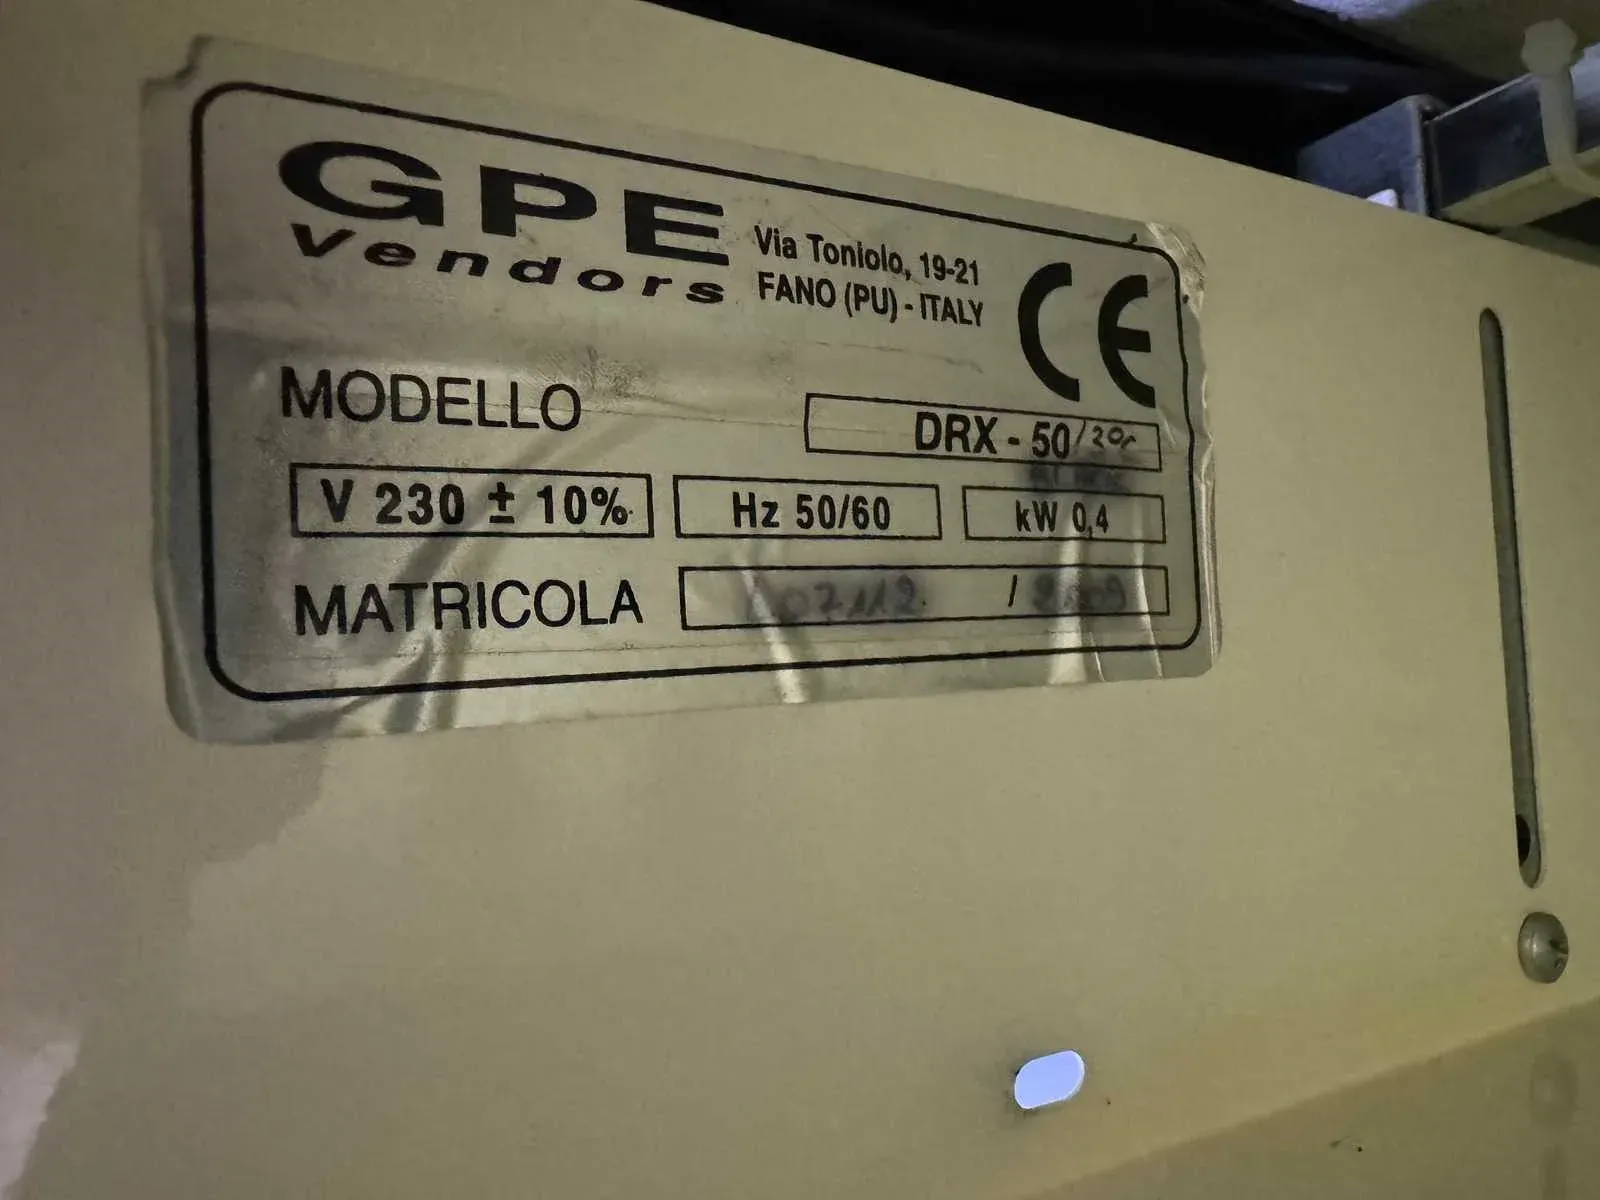 GPE
Vendors
Via Toniolo, 19-21
FANO (PU) - ITALY
CE
MODELLO DRX - 50/30r
V 230 ± 10% Hz 50/60 kW 0,4
MATRICOLA /